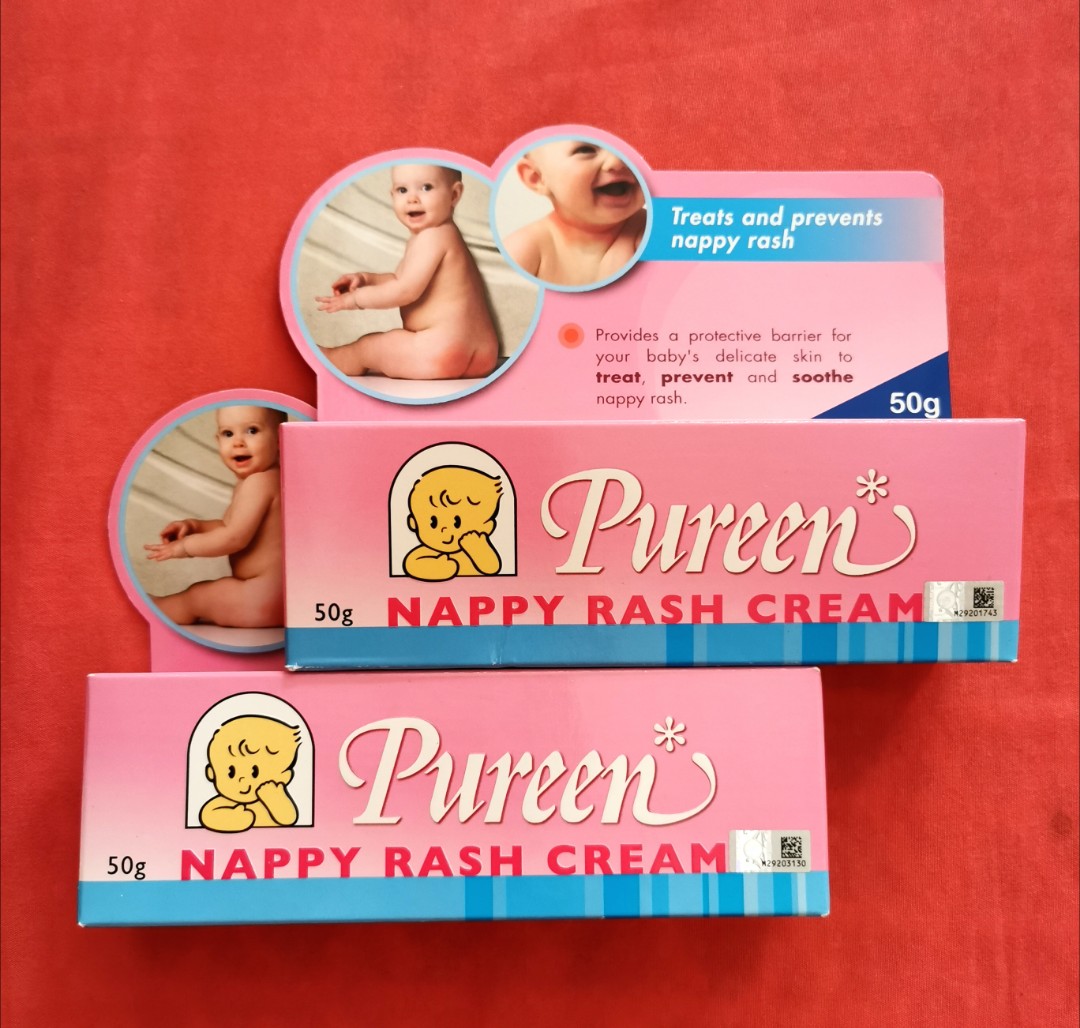 Treats and prevents
nappy rash
Provides a protective barrier for
your baby's delicate skin to
treat, prevent and soothe
nappy rash.
50g
Pureen*
50g
NAPPY RASH CREAM
M29201743
Pureen*
50g
NAPPY RASH CREAM
M29203130